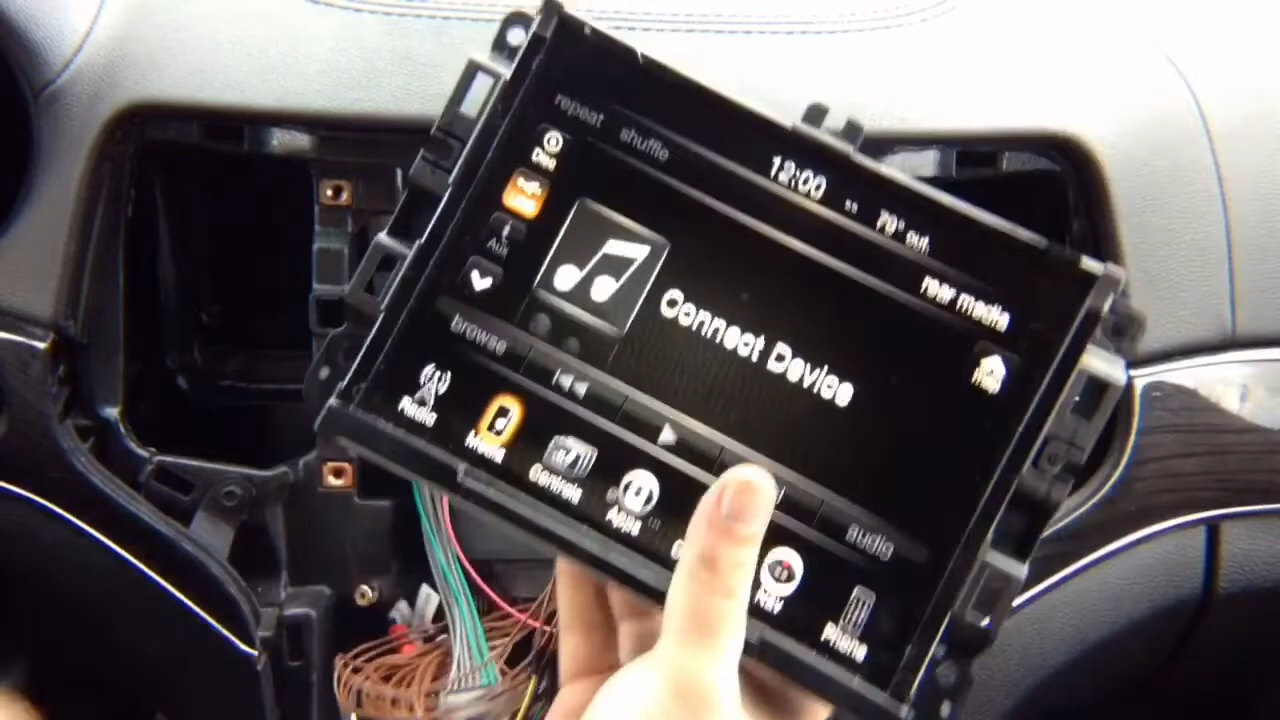 repeat shuffle
12:00
70° out
rear media
Disc
Aux
Connect Device
browse
audio
Radio
Media
Controls
Apps
Nav
Phone